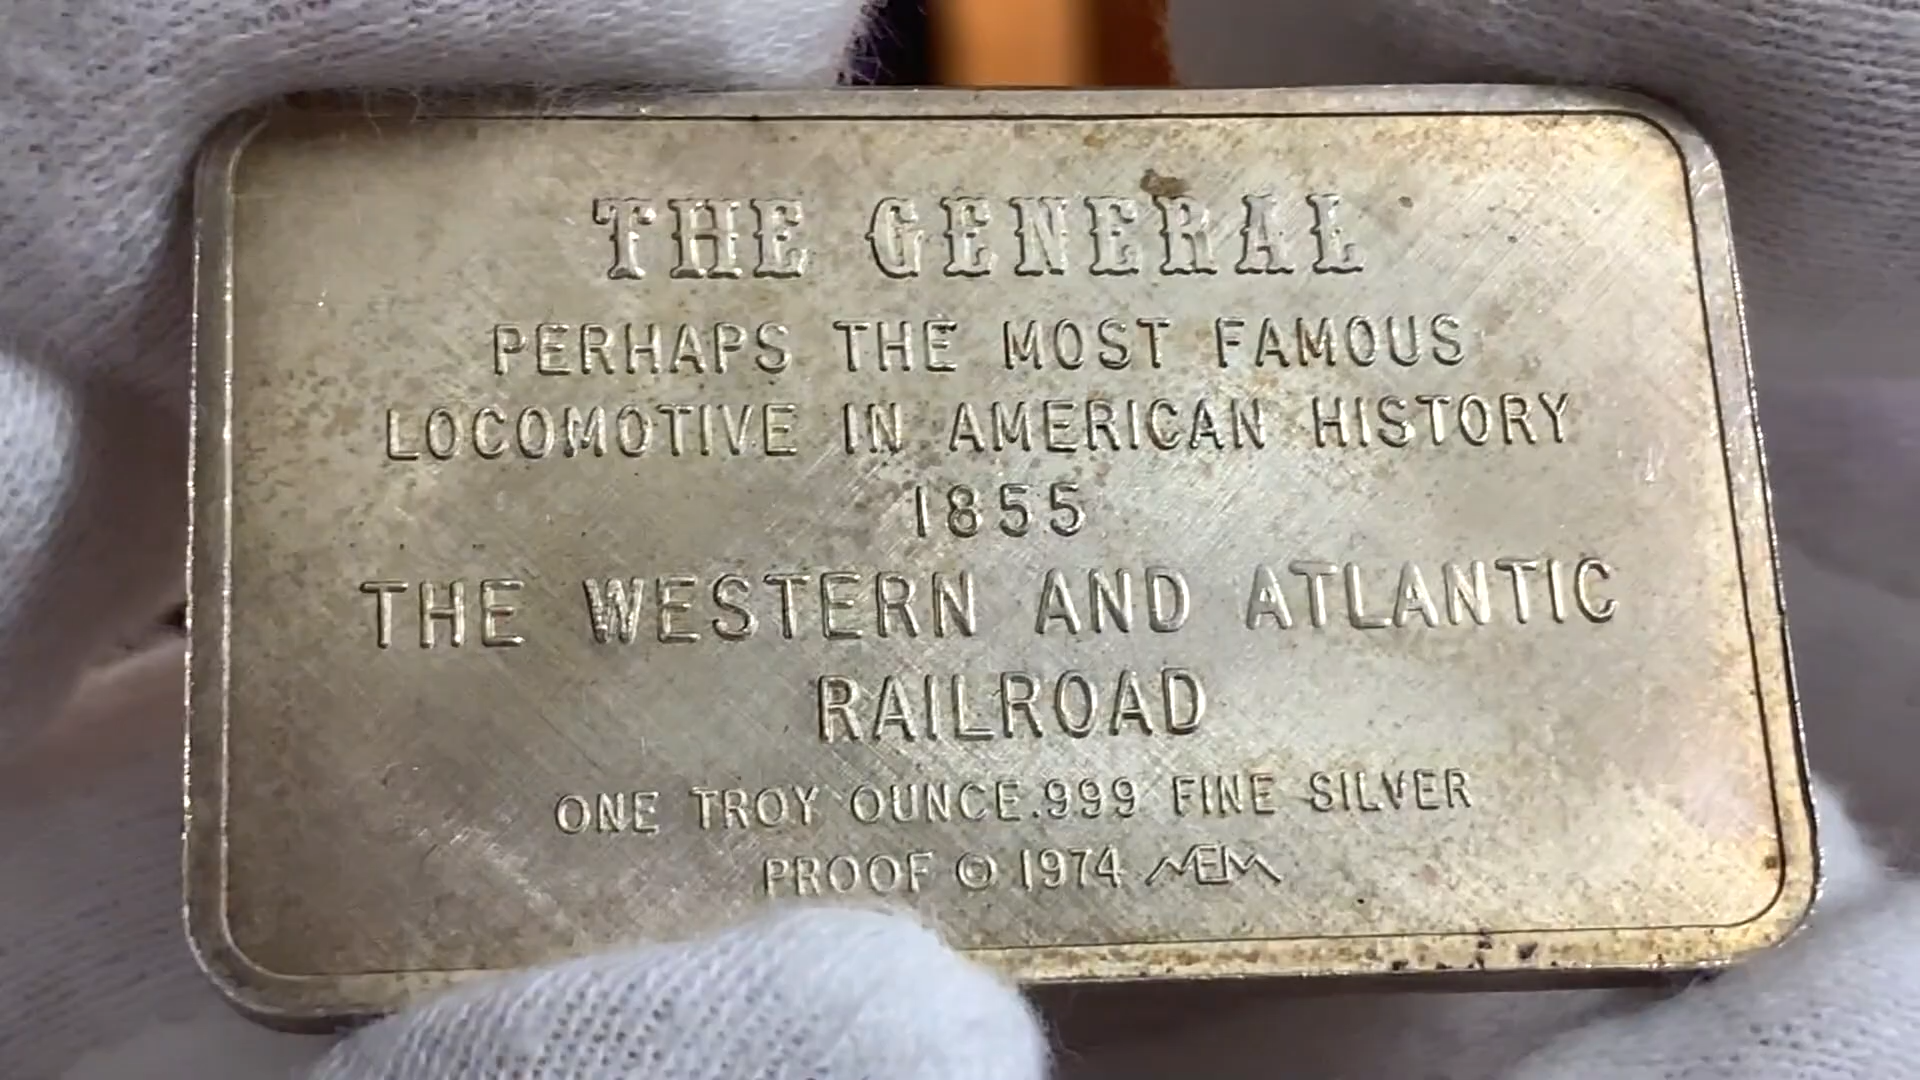 THE GENERAL
PERHAPS THE MOST FAMOUS
LOCOMOTIVE IN AMERICAN HISTORY
1855
THE WESTERN AND ATLANTIC
RAILROAD
ONE TROY OUNCE .999 FINE SILVER
PROOF © 1974 MEM